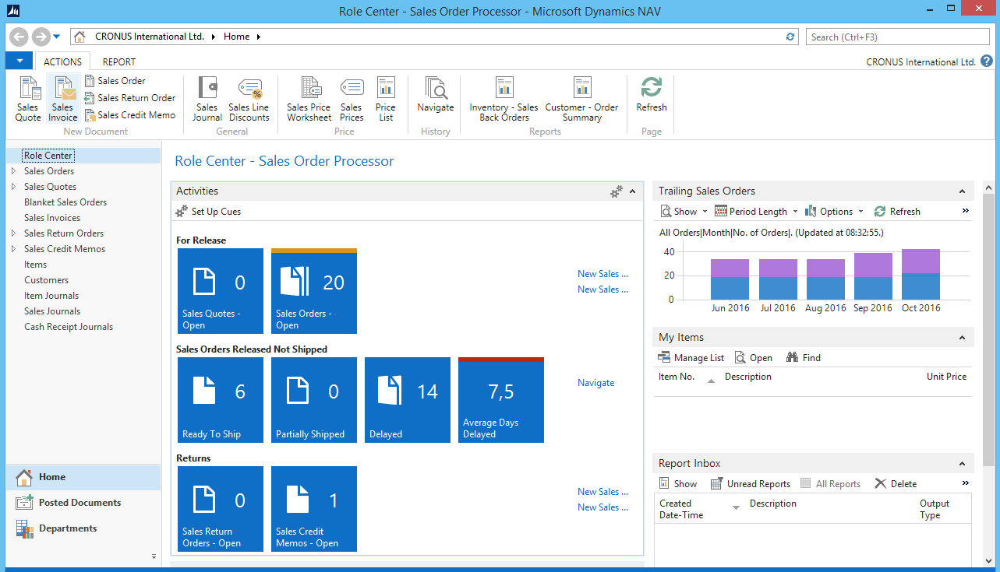 Role Center - Sales Order Processor - Microsoft Dynamics NAV
CRONUS International Ltd. Home
Search (Ctrl+F3)
ACTIONS REPORT
CRONUS International Ltd.
Sales Quote
Sales Invoice
Sales Order
Sales Return Order
Sales Credit Memo
New Document
Sales Journal
Sales Line Discounts
General
Sales Price Worksheet
Sales Prices
Price List
Price
Navigate
History
Inventory - Sales Back Orders
Customer - Order Summary
Reports
Refresh
Page
Role Center
Sales Orders
Sales Quotes
Blanket Sales Orders
Sales Invoices
Sales Return Orders
Sales Credit Memos
Items
Customers
Item Journals
Sales Journals
Cash Receipt Journals
Home
Posted Documents
Departments
Role Center - Sales Order Processor
Activities
Set Up Cues
For Release
0
Sales Quotes -
Open
20
Sales Orders -
Open
New Sales ...
New Sales ...
Sales Orders Released Not Shipped
6
Ready To Ship
0
Partially Shipped
14
Delayed
7,5
Average Days
Delayed
Navigate
Returns
0
Sales Return
Orders - Open
1
Sales Credit
Memos - Open
New Sales ...
New Sales ...
Trailing Sales Orders
Show Period Length Options Refresh »
All Orders|Month|No. of Orders|. (Updated at 08:32:55.)
40
20
0
Jun 2016 Jul 2016 Aug 2016 Sep 2016 Oct 2016
My Items
Manage List Open Find
Item No. Description Unit Price
Report Inbox
Show Unread Reports All Reports Delete »
Created Date-Time Description Output Type